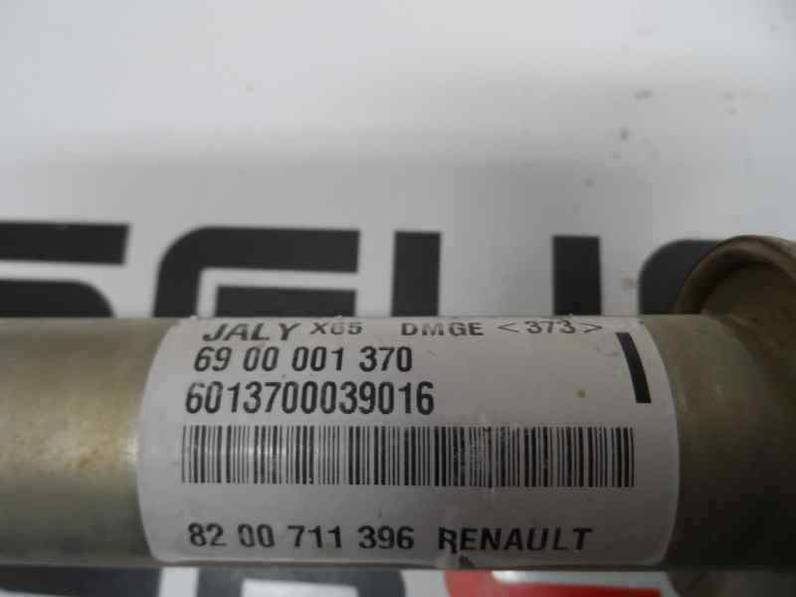 JALY X65 DMGE <373>
69 00 001 370
6013700039016
82 00 711 396 RENAULT